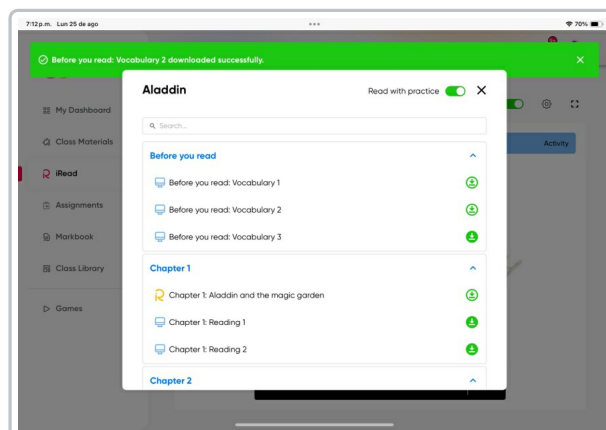 7:12 p.m. Lun 25 de ago
70%
Before you read: Vocabulary 2 downloaded successfully.
Aladdin
Read with practice
Search...
My Dashboard
Class Materials
iRead
Assignments
Markbook
Class Library
Games
Activity
Before you read
Before you read: Vocabulary 1
Before you read: Vocabulary 2
Before you read: Vocabulary 3
Chapter 1
Chapter 1: Aladdin and the magic garden
Chapter 1: Reading 1
Chapter 1: Reading 2
Chapter 2